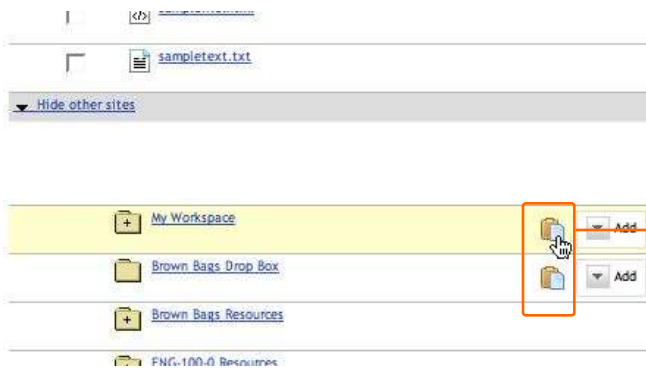 sampletext.txt
Hide other sites
My Workspace
Add
Brown Bags Drop Box
Add
Brown Bags Resources
ENG-100-0 Resources